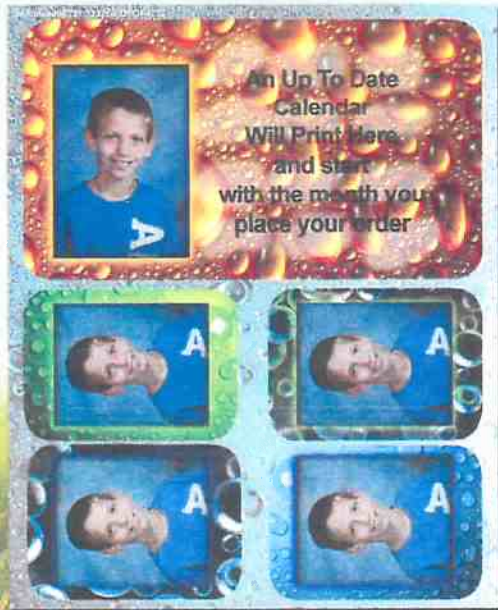 An Up To Date
Calendar
Will Print Here
and start
with the month you
place your order
A
A
A
A
A